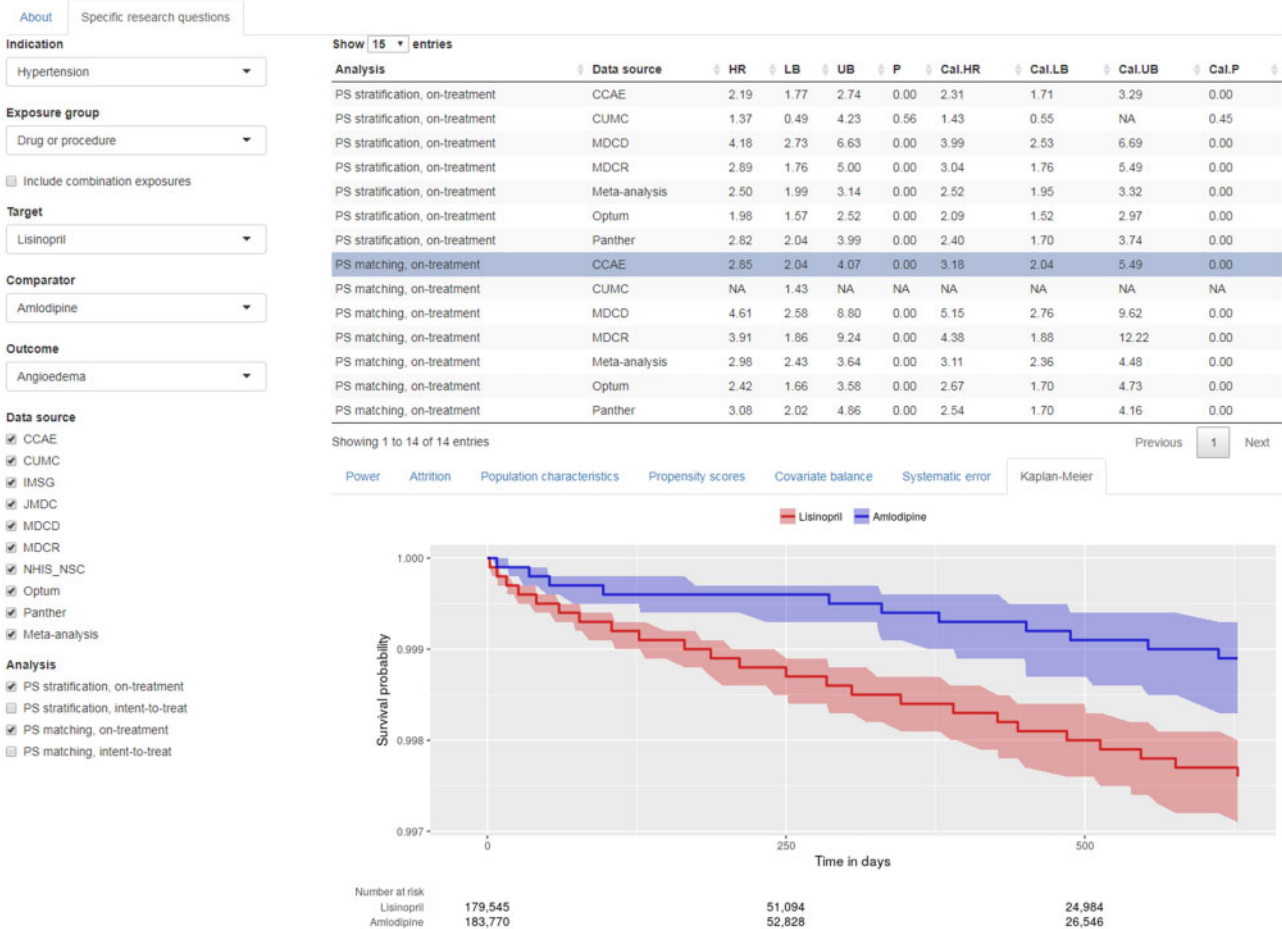 About Specific research questions
Indication
Hypertension
Exposure group
Drug or procedure
Include combination exposures
Target
Lisinopril
Comparator
Amlodipine
Outcome
Angioedema
Data source
CCAE
CUMC
IMSG
JMDC
MDCD
MDCR
NHIS_NSC
Optum
Panther
Meta-analysis
Analysis
PS stratification, on-treatment
PS stratification, intent-to-treat
PS matching, on-treatment
PS matching, intent-to-treat
Show 15 entries
Analysis Data source HR LB UB P Cal.HR Cal.LB Cal.UB Cal.P
PS stratification, on-treatment CCAE 2.19 1.77 2.74 0.00 2.31 1.71 3.29 0.00
PS stratification, on-treatment CUMC 1.37 0.49 4.23 0.56 1.43 0.55 NA 0.45
PS stratification, on-treatment MDCD 4.18 2.73 6.63 0.00 3.99 2.53 6.69 0.00
PS stratification, on-treatment MDCR 2.89 1.76 5.00 0.00 3.04 1.76 5.49 0.00
PS stratification, on-treatment Meta-analysis 2.50 1.99 3.14 0.00 2.52 1.95 3.32 0.00
PS stratification, on-treatment Optum 1.98 1.57 2.52 0.00 2.09 1.52 2.97 0.00
PS stratification, on-treatment Panther 2.82 2.04 3.99 0.00 2.40 1.70 3.74 0.00
PS matching, on-treatment CCAE 2.85 2.04 4.07 0.00 3.18 2.04 5.49 0.00
PS matching, on-treatment CUMC NA 1.43 NA NA NA NA NA NA
PS matching, on-treatment MDCD 4.61 2.58 8.80 0.00 5.15 2.76 9.62 0.00
PS matching, on-treatment MDCR 3.91 1.86 9.24 0.00 4.38 1.88 12.22 0.00
PS matching, on-treatment Meta-analysis 2.98 2.43 3.64 0.00 3.11 2.36 4.48 0.00
PS matching, on-treatment Optum 2.42 1.66 3.58 0.00 2.67 1.70 4.73 0.00
PS matching, on-treatment Panther 3.08 2.02 4.86 0.00 2.54 1.70 4.16 0.00
Showing 1 to 14 of 14 entries Previous 1 Next
Power Attrition Population characteristics Propensity scores Covariate balance Systematic error Kaplan-Meier
Lisinopril Amlodipine
Survival probability
1.000
0.999
0.998
0.997
0 250 500
Time in days
Number at risk
Lisinopril 179,545 51,094 24,984
Amlodipine 183,770 52,828 26,546